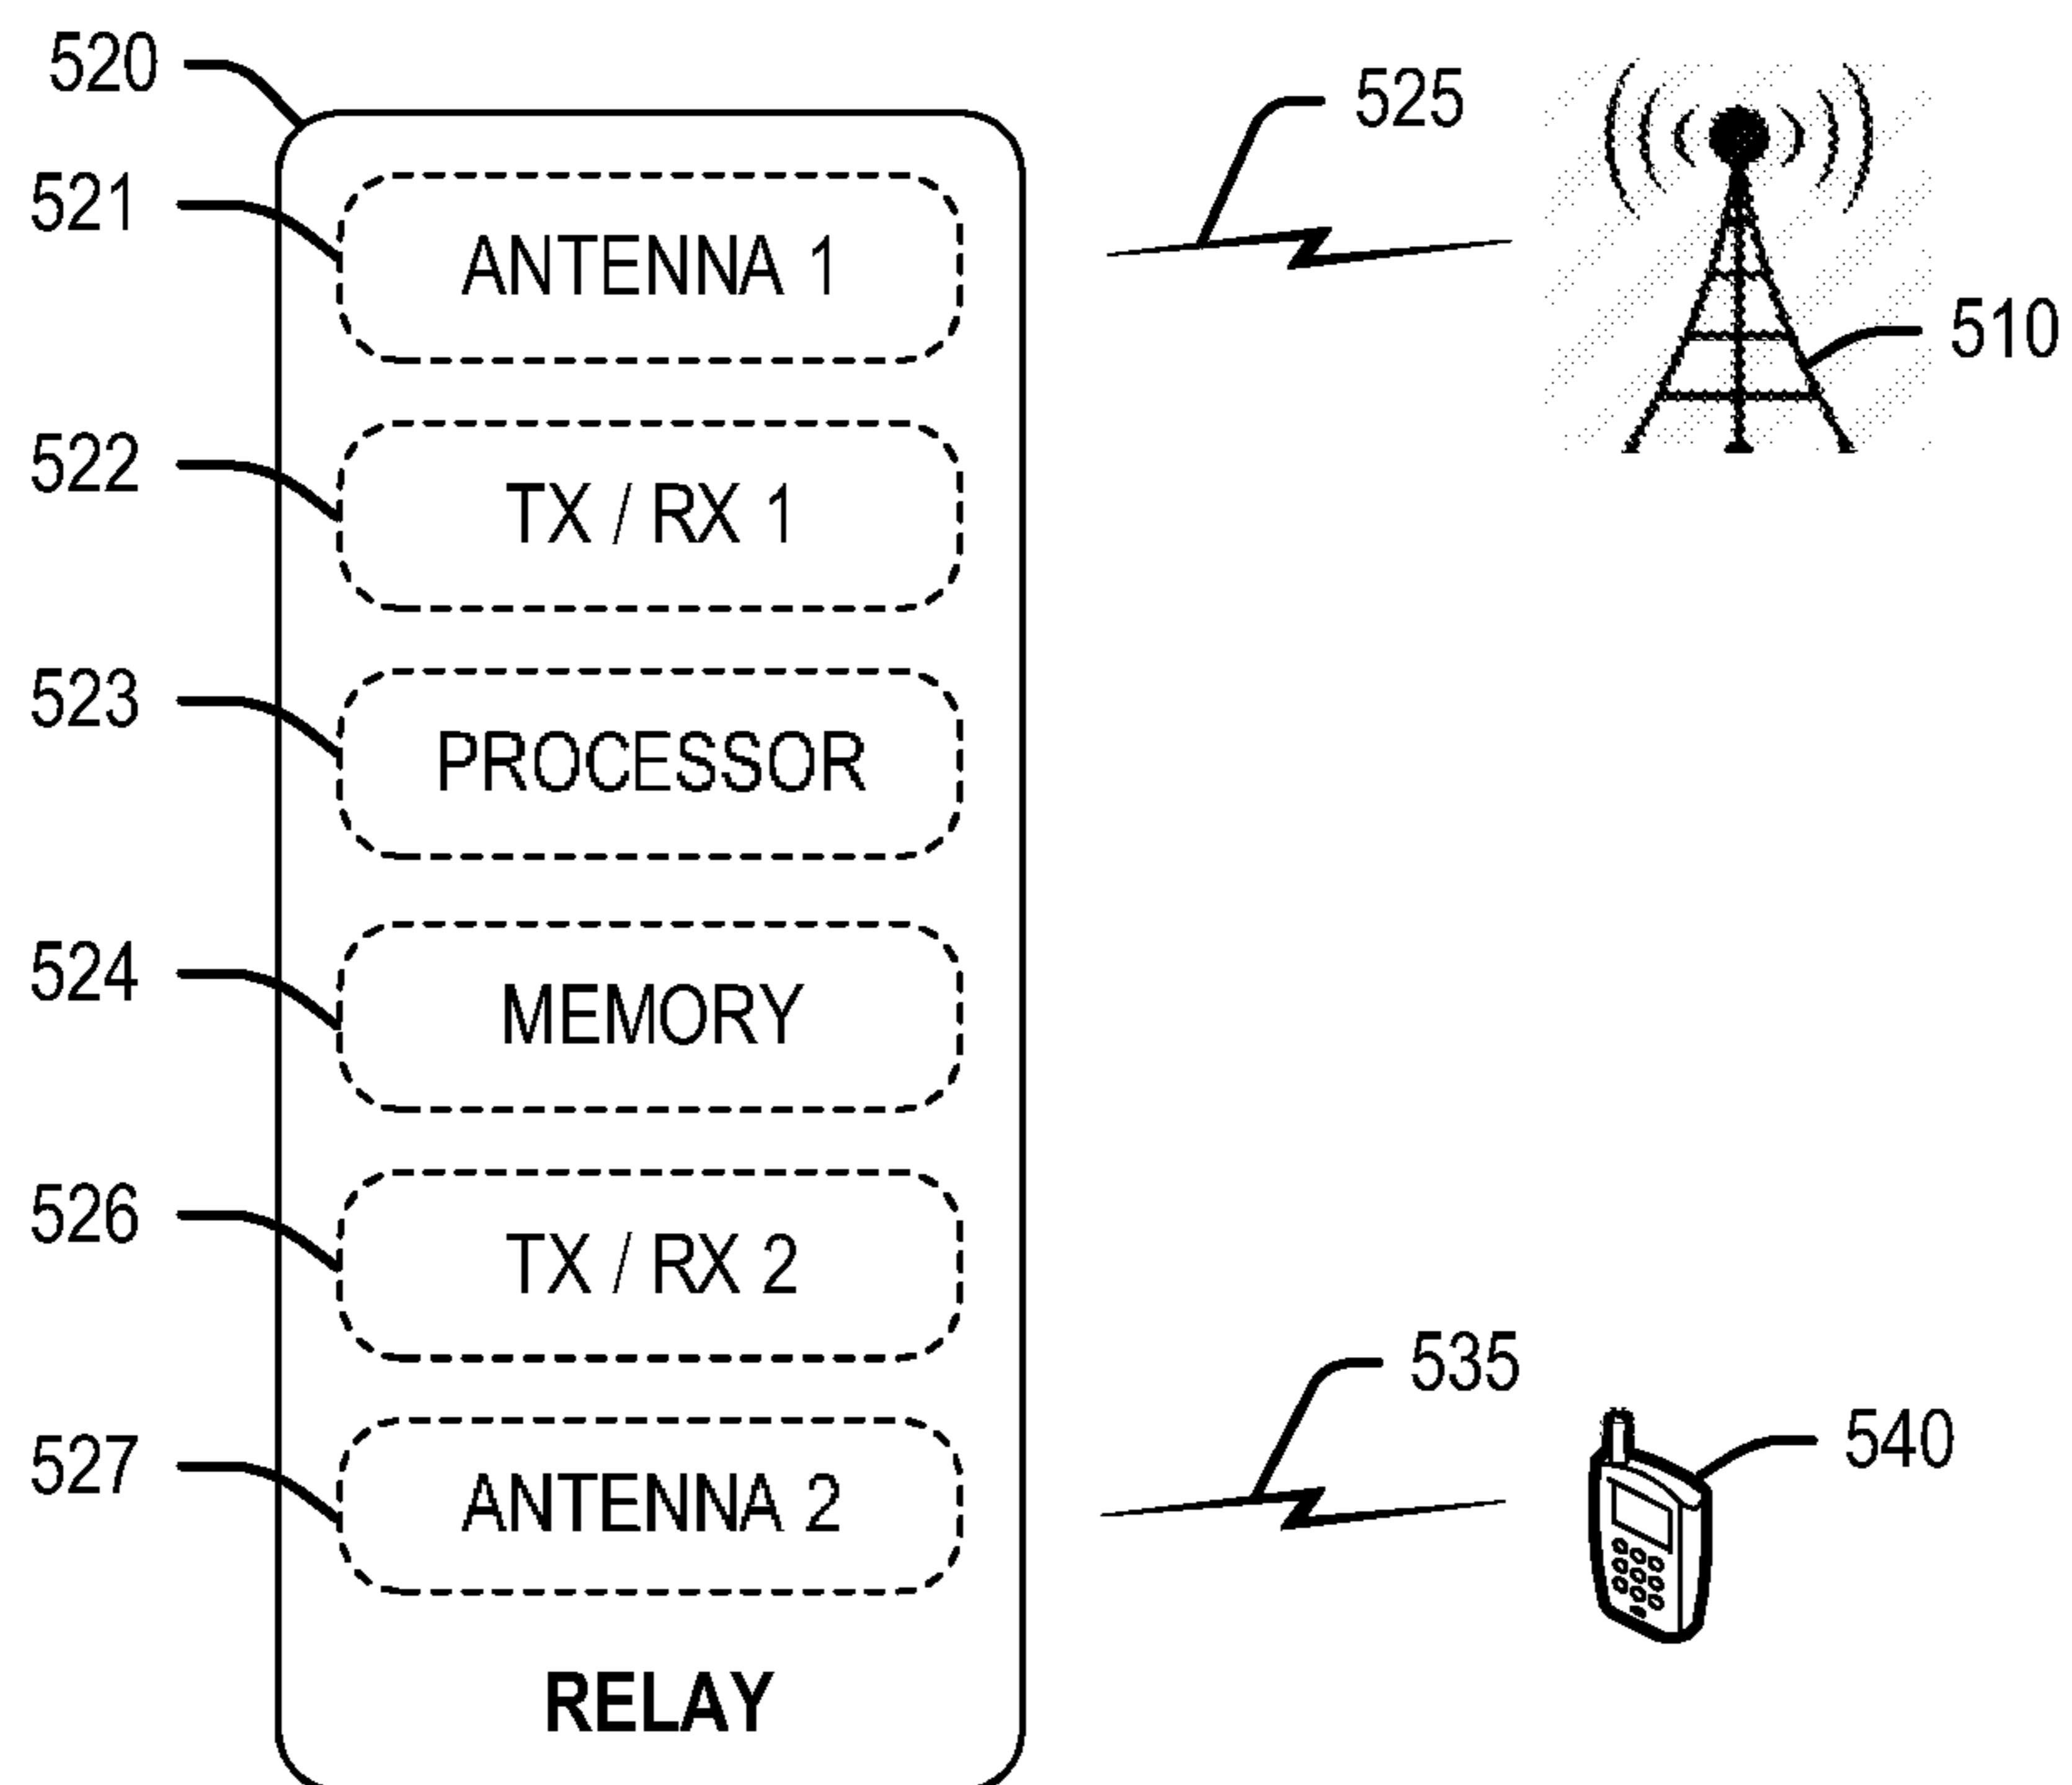 520
525
521
ANTENNA 1
510
522
TX / RX 1
523
PROCESSOR
524
MEMORY
526
TX / RX 2
535
540
527
ANTENNA 2
RELAY